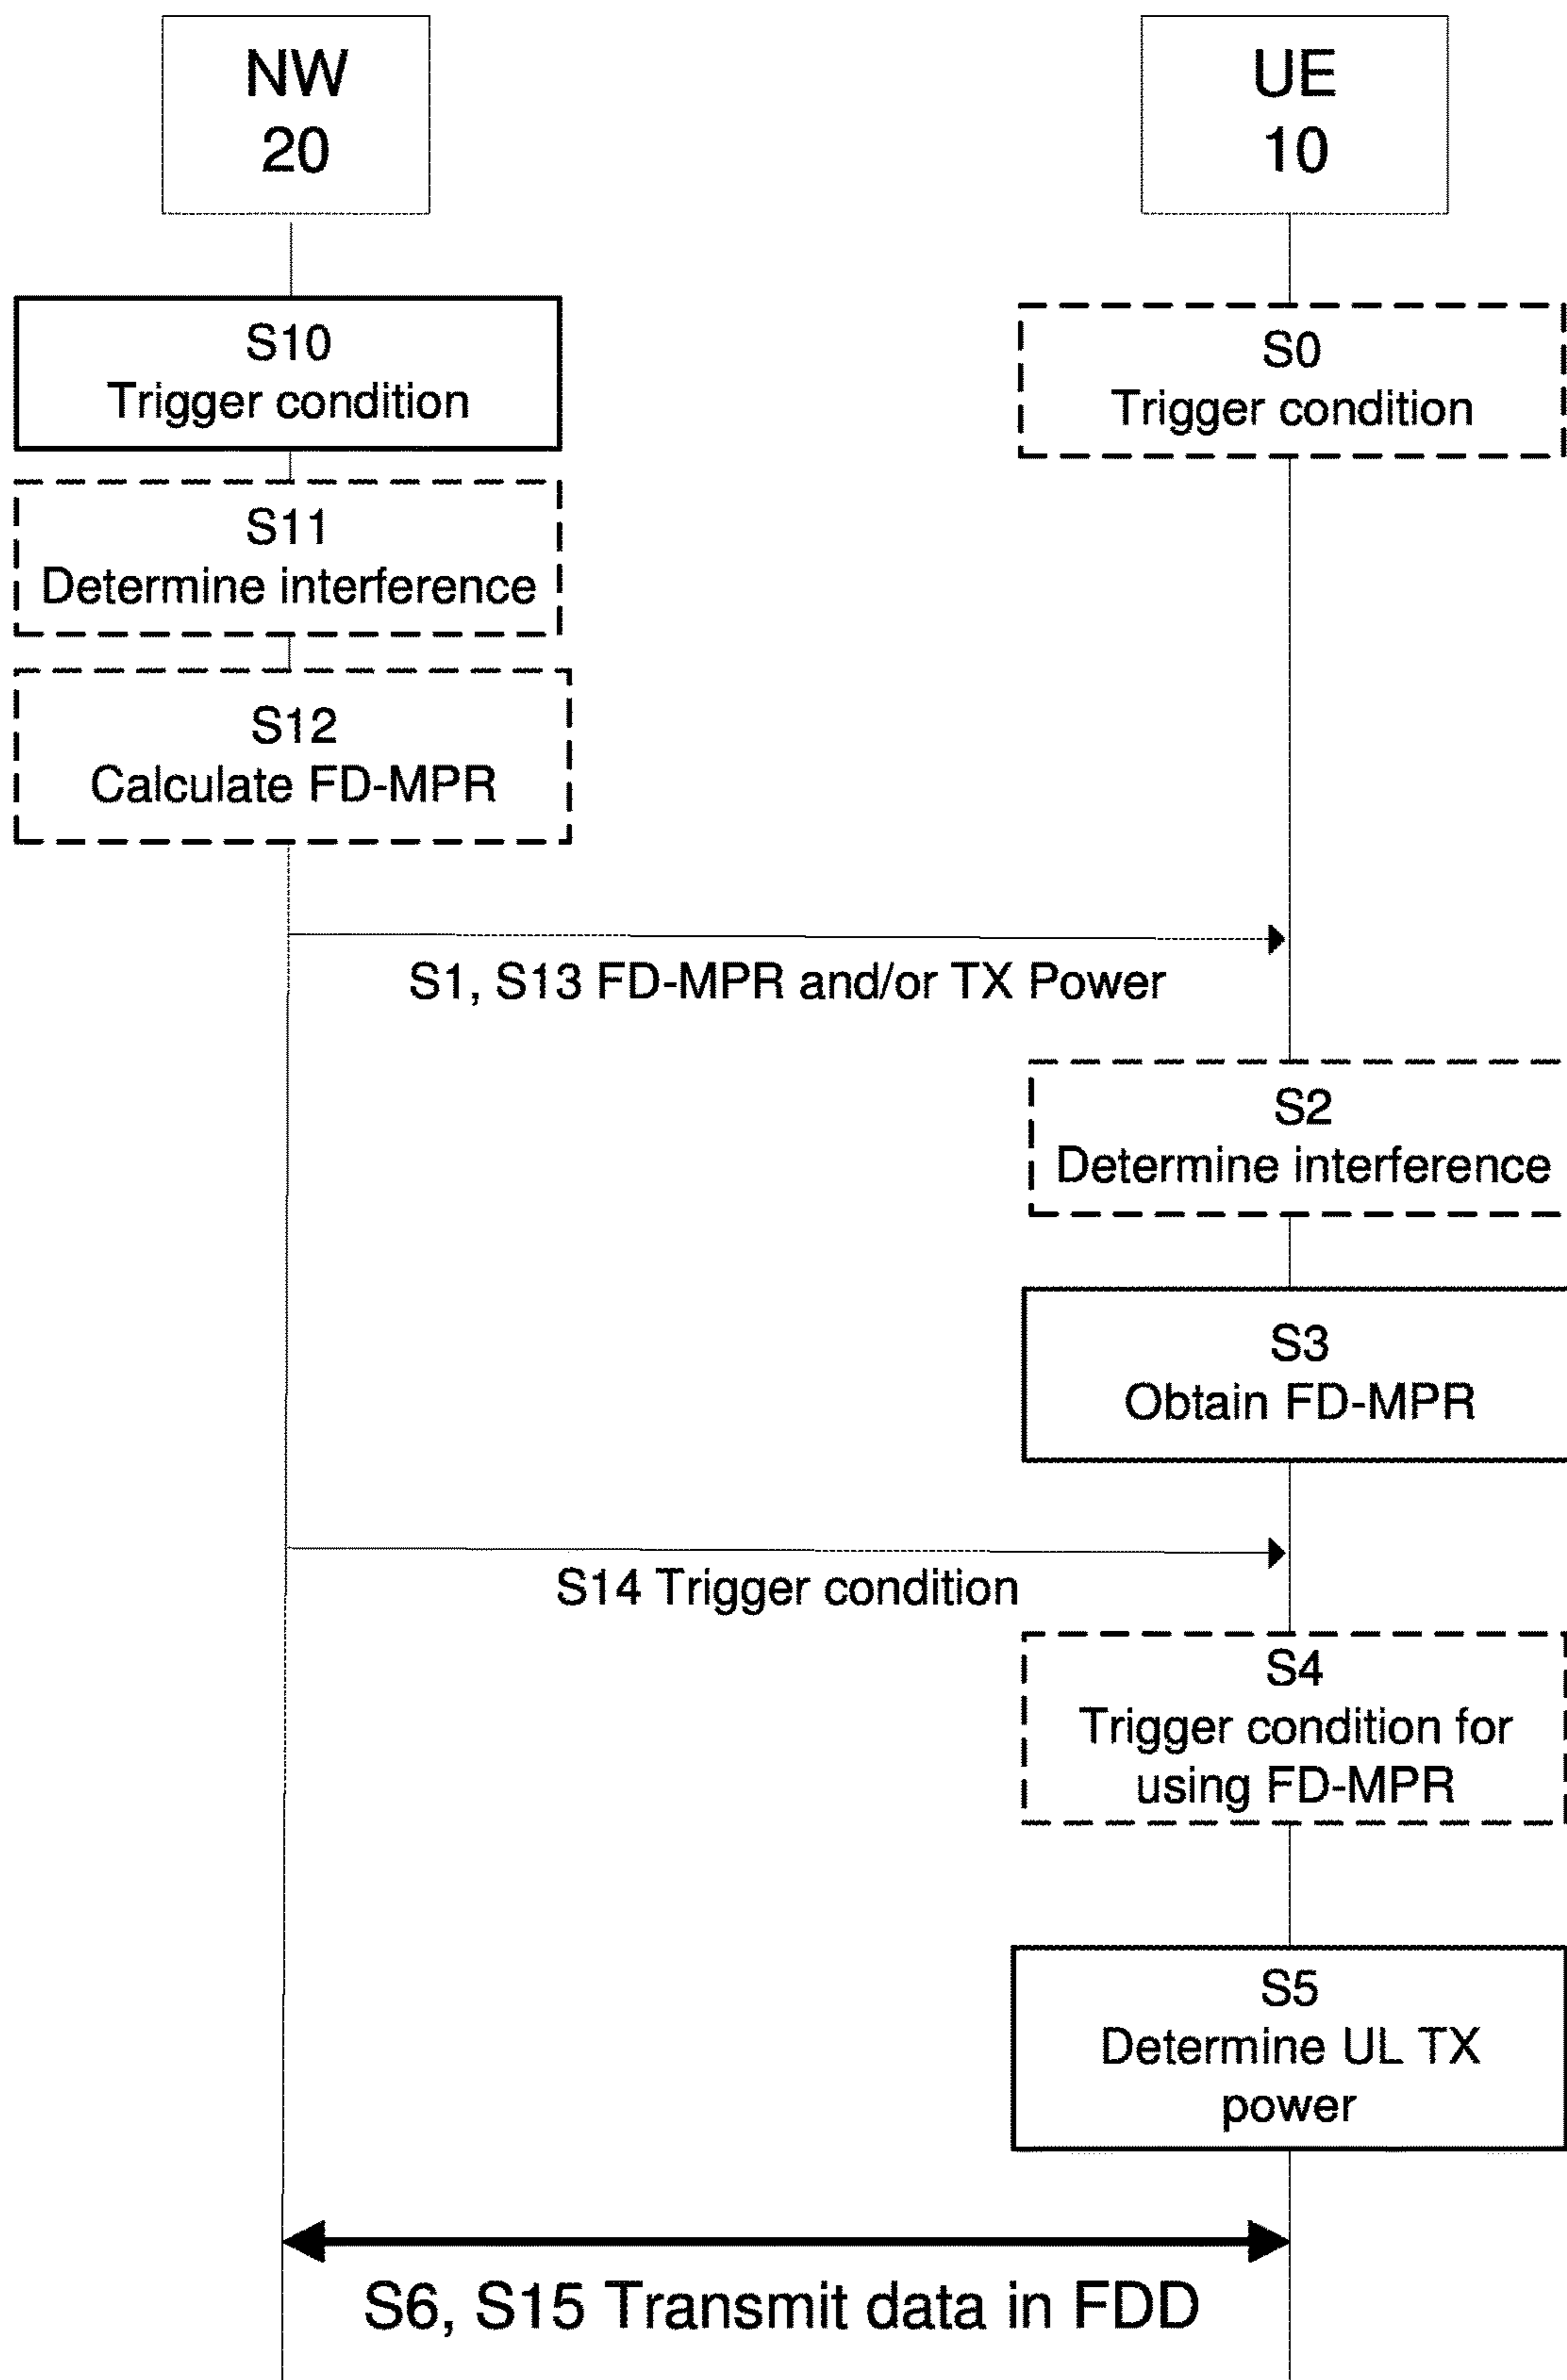 NW
20
UE
10
S10
Trigger condition
S0
Trigger condition
S11
Determine interference
S12
Calculate FD-MPR
S1, S13 FD-MPR and/or TX Power
S2
Determine interference
S3
Obtain FD-MPR
S14 Trigger condition
S4
Trigger condition for
using FD-MPR
S5
Determine UL TX
power
S6, S15 Transmit data in FDD